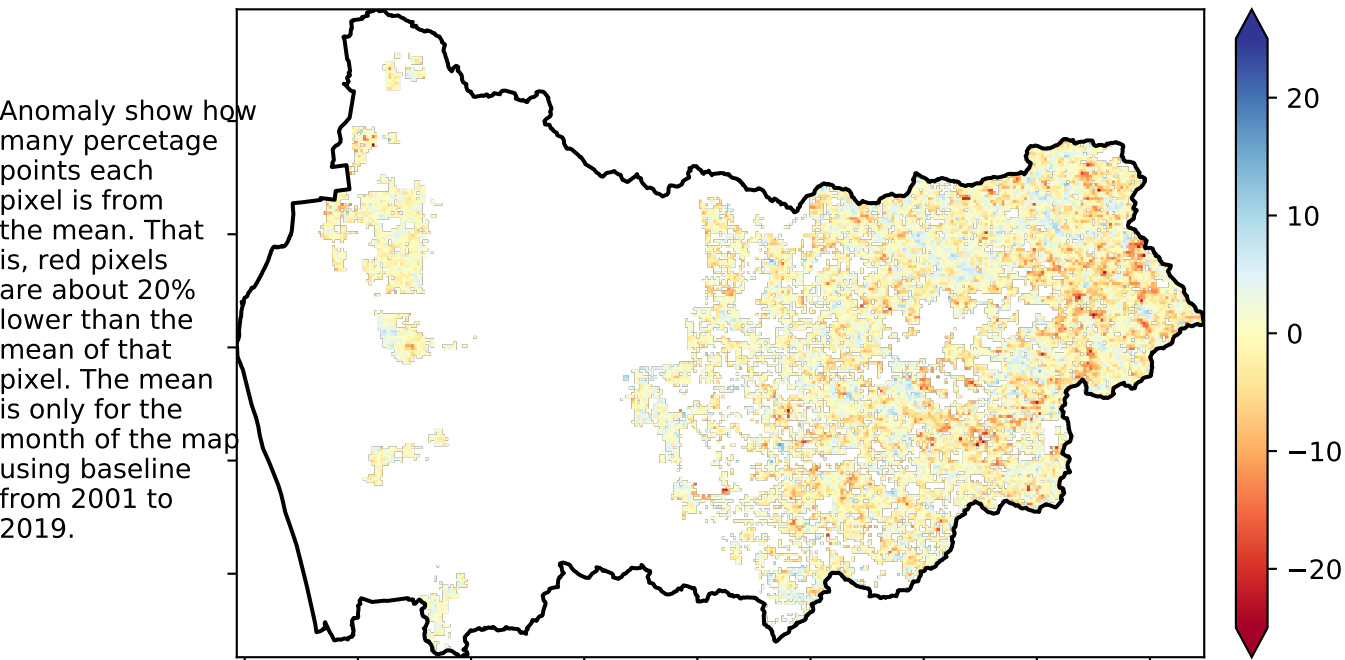 Anomaly show how
many percetage
points each
pixel is from
the mean. That
is, red pixels
are about 20%
lower than the
mean of that
pixel. The mean
is only for the
month of the map
using baseline
from 2001 to
2019.
20
10
0
−10
−20